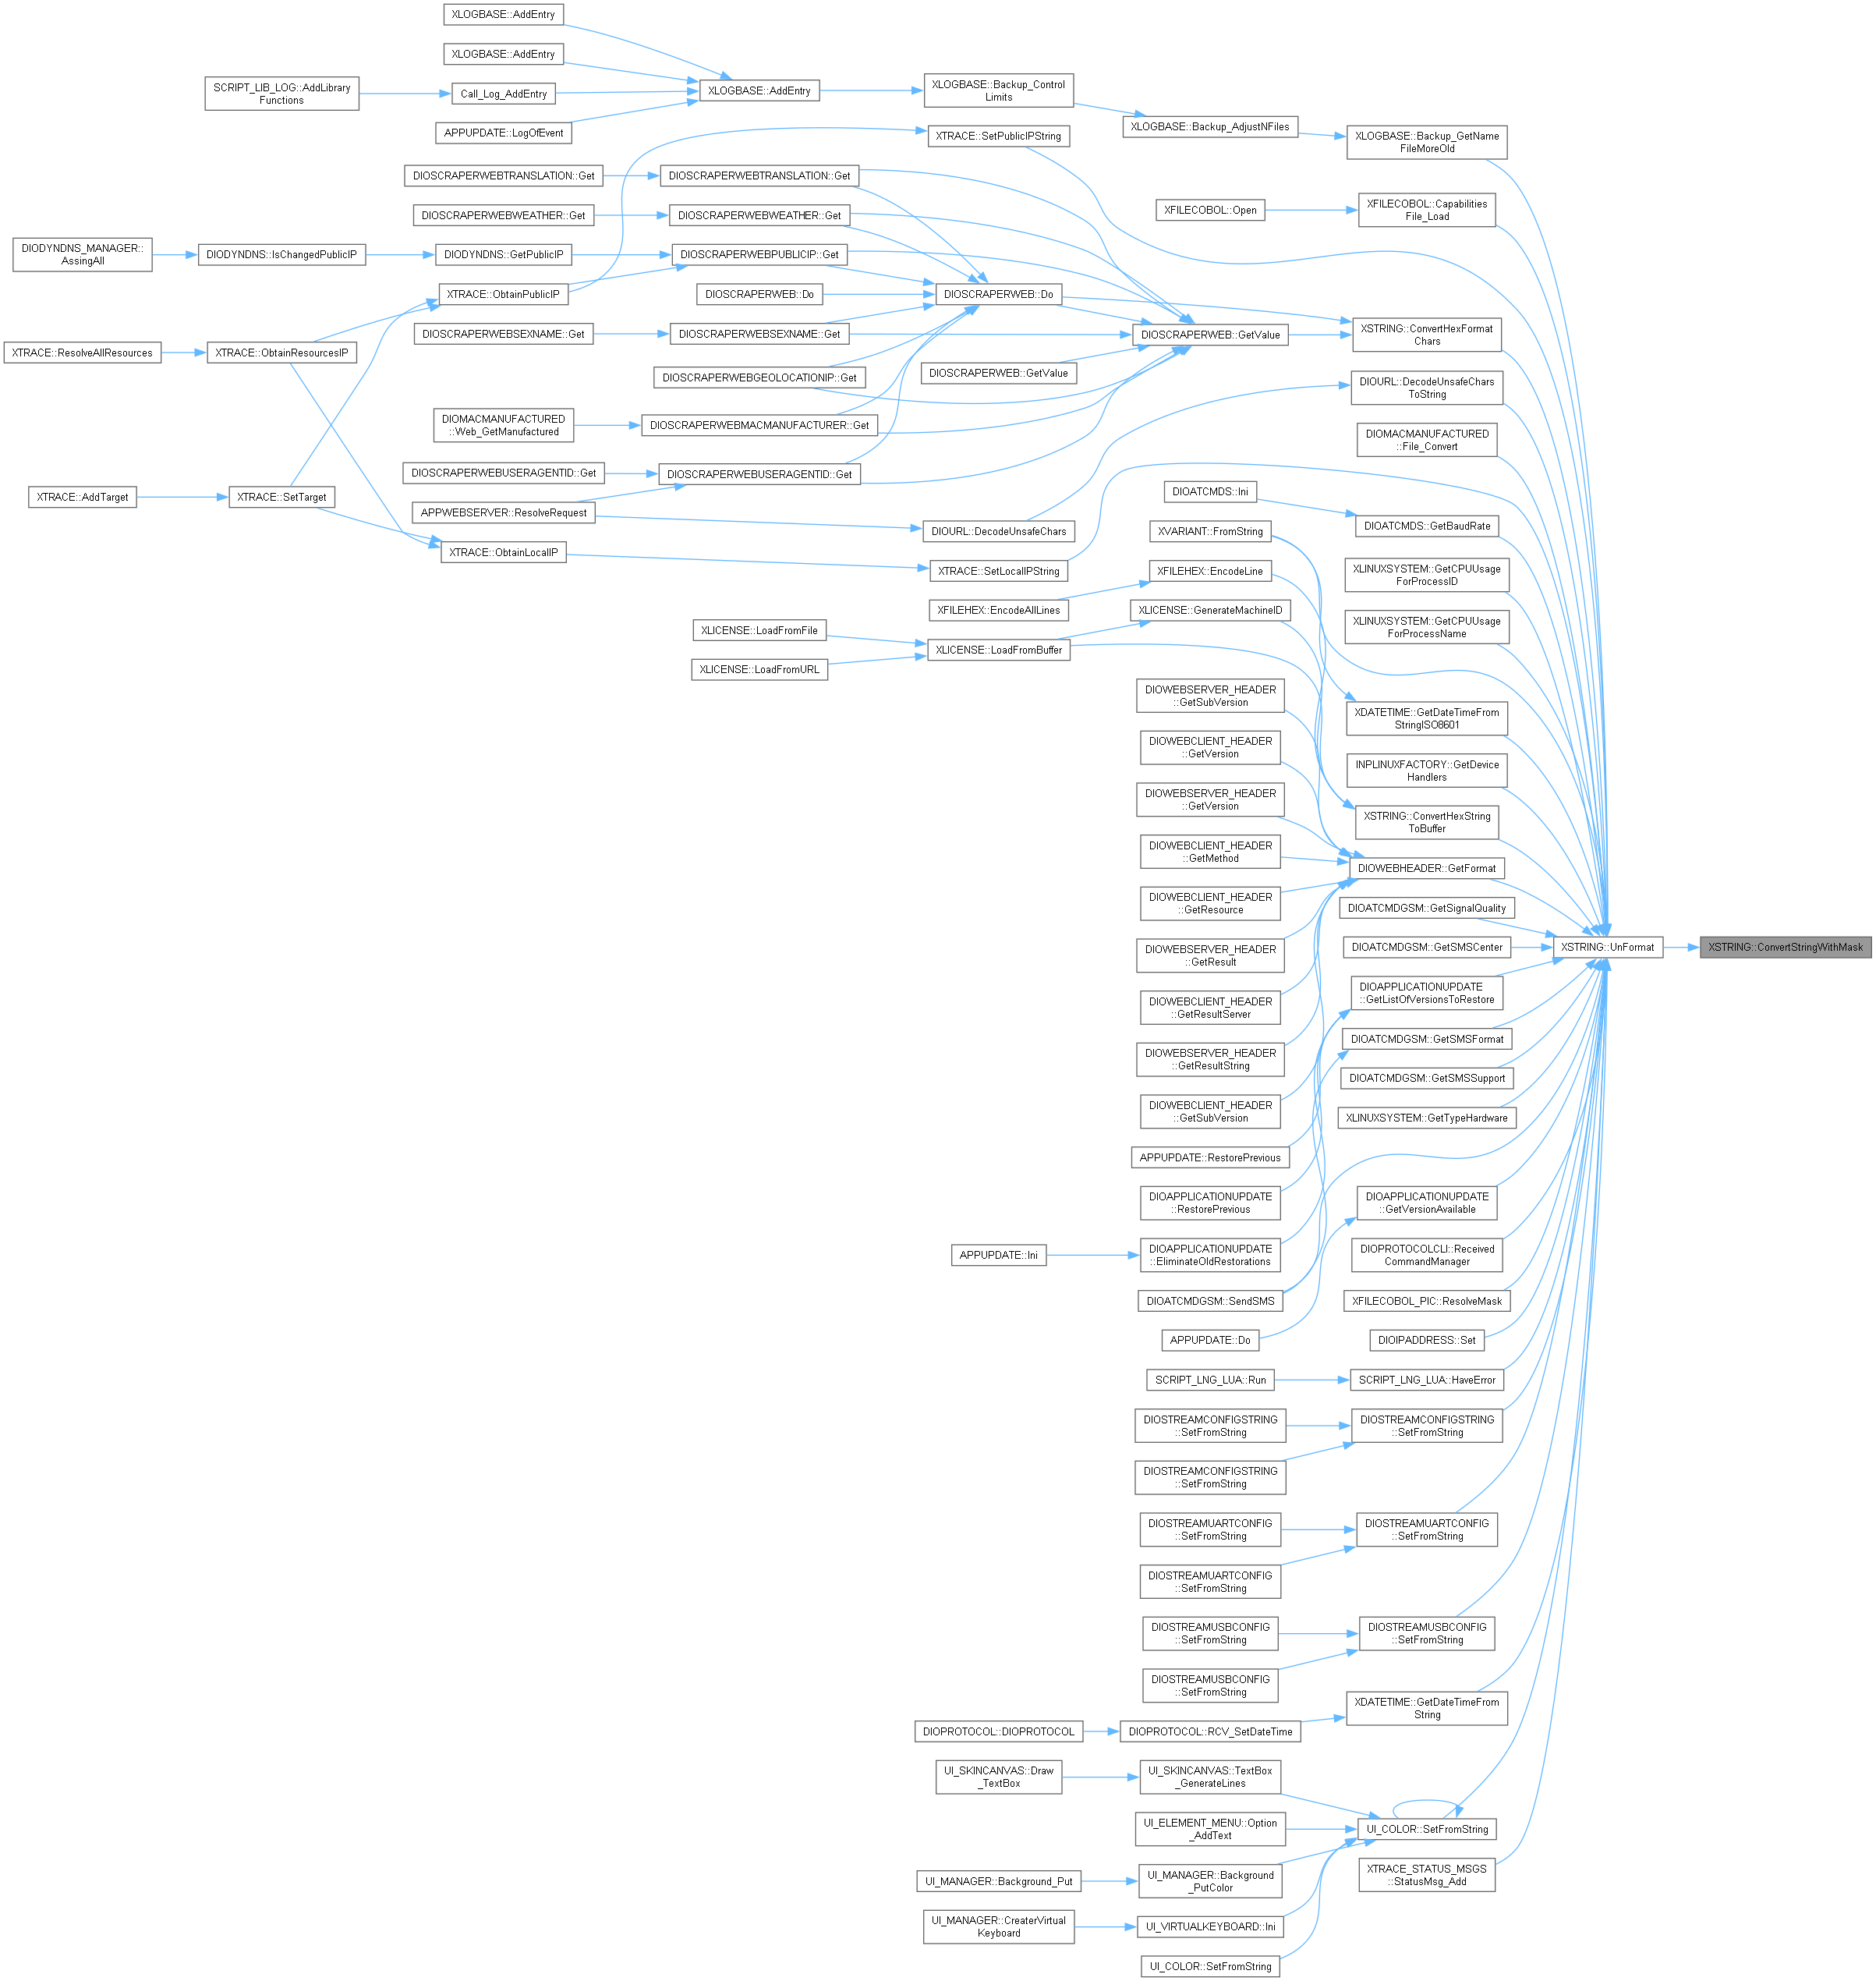 XLOGBASE::AddEntry
XLOGBASE::AddEntry
SCRIPT_LIB_LOG::AddLibrary
Functions
Call_Log_AddEntry
APPUPDATE::LogOfEvent
XLOGBASE::AddEntry
XLOGBASE::Backup_Control
Limits
XLOGBASE::Backup_AdjustNFiles
XLOGBASE::Backup_GetName
FileMoreOld
XTRACE::SetPublicIPString
DIOSCRAPERWEBTRANSLATION::Get
DIOSCRAPERWEBTRANSLATION::Get
XFILECOBOL::Open
XFILECOBOL::Capabilities
File_Load
DIOSCRAPERWEBWEATHER::Get
DIOSCRAPERWEBWEATHER::Get
DIODYNDNS_MANAGER::
AssingAll
DIODYNDNS::IsChangedPublicIP
DIODYNDNS::GetPublicIP
DIOSCRAPERWEBPUBLICIP::Get
XTRACE::ObtainPublicIP
DIOSCRAPERWEB::Do
DIOSCRAPERWEB::Do
DIOSCRAPERWEBSEXNAME::Get
DIOSCRAPERWEBSEXNAME::Get
DIOSCRAPERWEB::GetValue
XSTRING::ConvertHexFormat
Chars
XTRACE::ResolveAllResources
XTRACE::ObtainResourcesIP
DIOSCRAPERWEBGEOLOCATIONIP::Get
DIOSCRAPERWEB::GetValue
DIOURL::DecodeUnsafeChars
ToString
DIOMACMANUFACTURED
::Web_GetManufactured
DIOSCRAPERWEBMACMANUFACTURER::Get
DIOMACMANUFACTURED
::File_Convert
DIOSCRAPERWEBUSERAGENTID::Get
DIOSCRAPERWEBUSERAGENTID::Get
XTRACE::AddTarget
XTRACE::SetTarget
APPWEBSERVER::ResolveRequest
DIOATCMDS::Ini
DIOATCMDS::GetBaudRate
DIOURL::DecodeUnsafeChars
XVARIANT::FromString
XTRACE::ObtainLocalIP
XTRACE::SetLocalIPString
XFILEHEX::EncodeLine
XLINUXSYSTEM::GetCPUUsage
ForProcessID
XFILEHEX::EncodeAllLines
XLICENSE::GenerateMachineID
XLICENSE::LoadFromFile
XLINUXSYSTEM::GetCPUUsage
ForProcessName
XLICENSE::LoadFromBuffer
XLICENSE::LoadFromURL
DIOWEBSERVER_HEADER
::GetSubVersion
XDATETIME::GetDateTimeFrom
StringISO8601
DIOWEBCLIENT_HEADER
::GetVersion
INPLINUXFACTORY::GetDevice
Handlers
DIOWEBSERVER_HEADER
::GetVersion
XSTRING::ConvertHexString
ToBuffer
DIOWEBCLIENT_HEADER
::GetMethod
DIOWEBHEADER::GetFormat
DIOWEBCLIENT_HEADER
::GetResource
DIOATCMDGSM::GetSignalQuality
DIOWEBSERVER_HEADER
::GetResult
DIOATCMDGSM::GetSMSCenter
XSTRING::UnFormat
XSTRING::ConvertStringWithMask
DIOWEBCLIENT_HEADER
::GetResultServer
DIOAPPLICATIONUPDATE
::GetListOfVersionsToRestore
DIOWEBSERVER_HEADER
::GetResultString
DIOATCMDGSM::GetSMSFormat
DIOATCMDGSM::GetSMSSupport
DIOWEBCLIENT_HEADER
::GetSubVersion
XLINUXSYSTEM::GetTypeHardware
APPUPDATE::RestorePrevious
DIOAPPLICATIONUPDATE
::RestorePrevious
DIOAPPLICATIONUPDATE
::GetVersionAvailable
APPUPDATE::Ini
DIOAPPLICATIONUPDATE
::EliminateOldRestorations
DIOPROTOCOLCLI::Received
CommandManager
DIOATCMDGSM::SendSMS
XFILECOBOL_PIC::ResolveMask
APPUPDATE::Do
DIOIPADDRESS::Set
SCRIPT_LNG_LUA::Run
SCRIPT_LNG_LUA::HaveError
DIOSTREAMCONFIGSTRING
::SetFromString
DIOSTREAMCONFIGSTRING
::SetFromString
DIOSTREAMCONFIGSTRING
::SetFromString
DIOSTREAMUARTCONFIG
::SetFromString
DIOSTREAMUARTCONFIG
::SetFromString
DIOSTREAMUARTCONFIG
::SetFromString
DIOSTREAMUSBCONFIG
::SetFromString
DIOSTREAMUSBCONFIG
::SetFromString
DIOSTREAMUSBCONFIG
::SetFromString
XDATETIME::GetDateTimeFrom
String
DIOPROTOCOL::DIOPROTOCOL
DIOPROTOCOL::RCV_SetDateTime
UI_SKINCANVAS::Draw
_TextBox
UI_SKINCANVAS::TextBox
_GenerateLines
UI_ELEMENT_MENU::Option
_AddText
UI_COLOR::SetFromString
UI_MANAGER::Background_Put
UI_MANAGER::Background
_PutColor
XTRACE_STATUS_MSGS
::StatusMsg_Add
UI_MANAGER::CreaterVirtual
Keyboard
UI_VIRTUALKEYBOARD::Ini
UI_COLOR::SetFromString